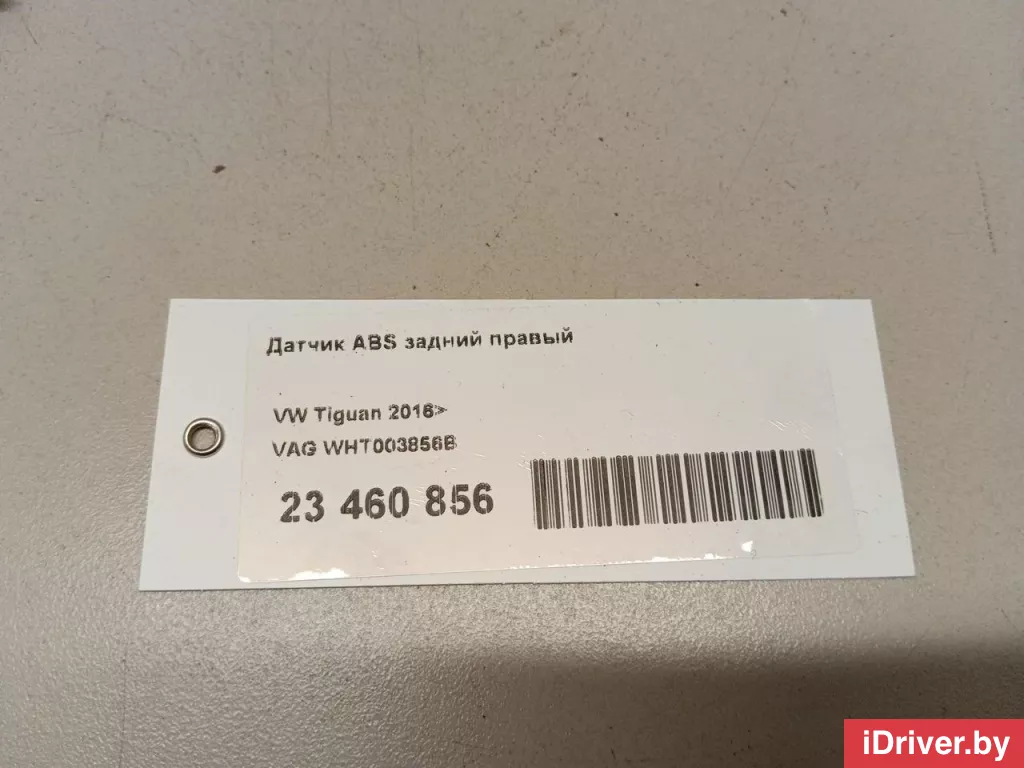 Датчик ABS задний правый
VW Tiguan 2016>
VAG WHT003856B
23 460 856
iDriver.by